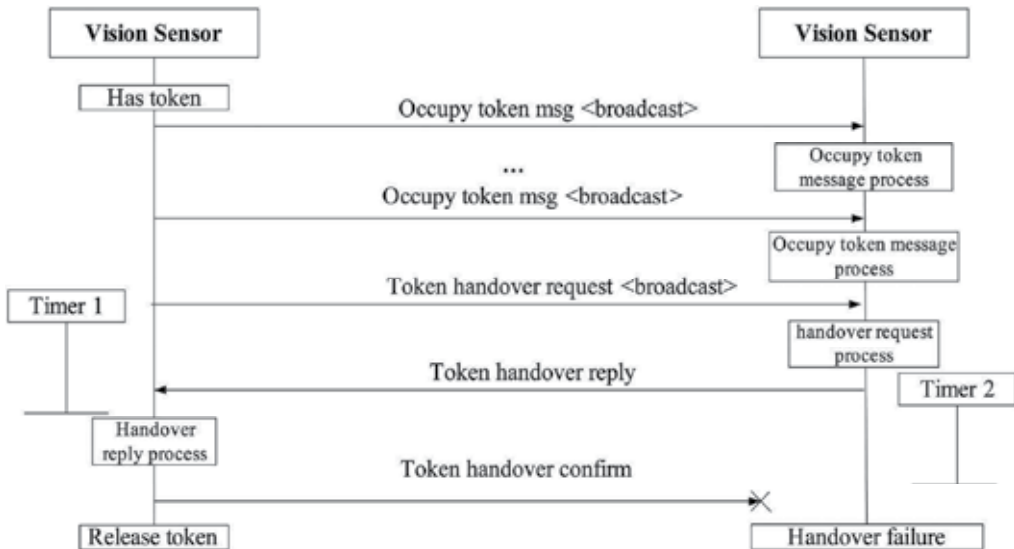 Vision Sensor
Vision Sensor
Has token
Occupy token msg <broadcast>
Occupy token
message process
...
Occupy token msg <broadcast>
Occupy token message
process
Token handover request <broadcast>
Timer 1
handover request
process
Token handover reply
Timer 2
Handover
reply process
Token handover confirm
Release token
Handover failure